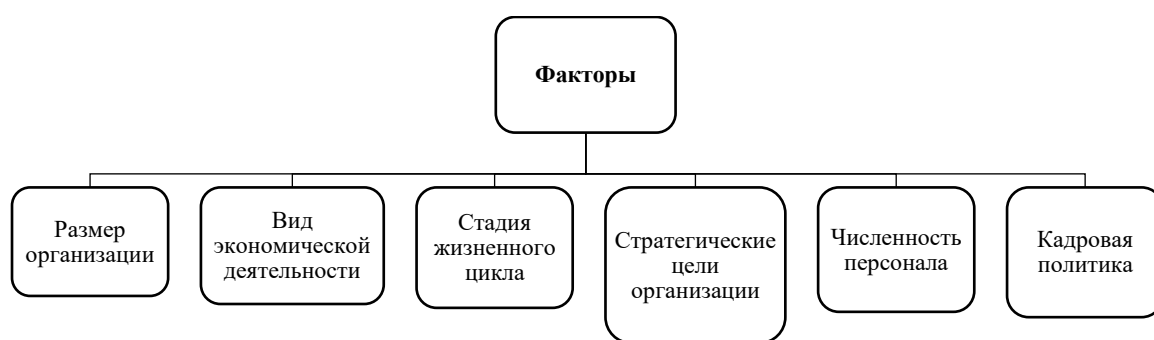 Факторы
Размер
организации
Вид
экономической
деятельности
Стадия
жизненного
цикла
Стратегические
цели
организации
Численность
персонала
Кадровая
политика